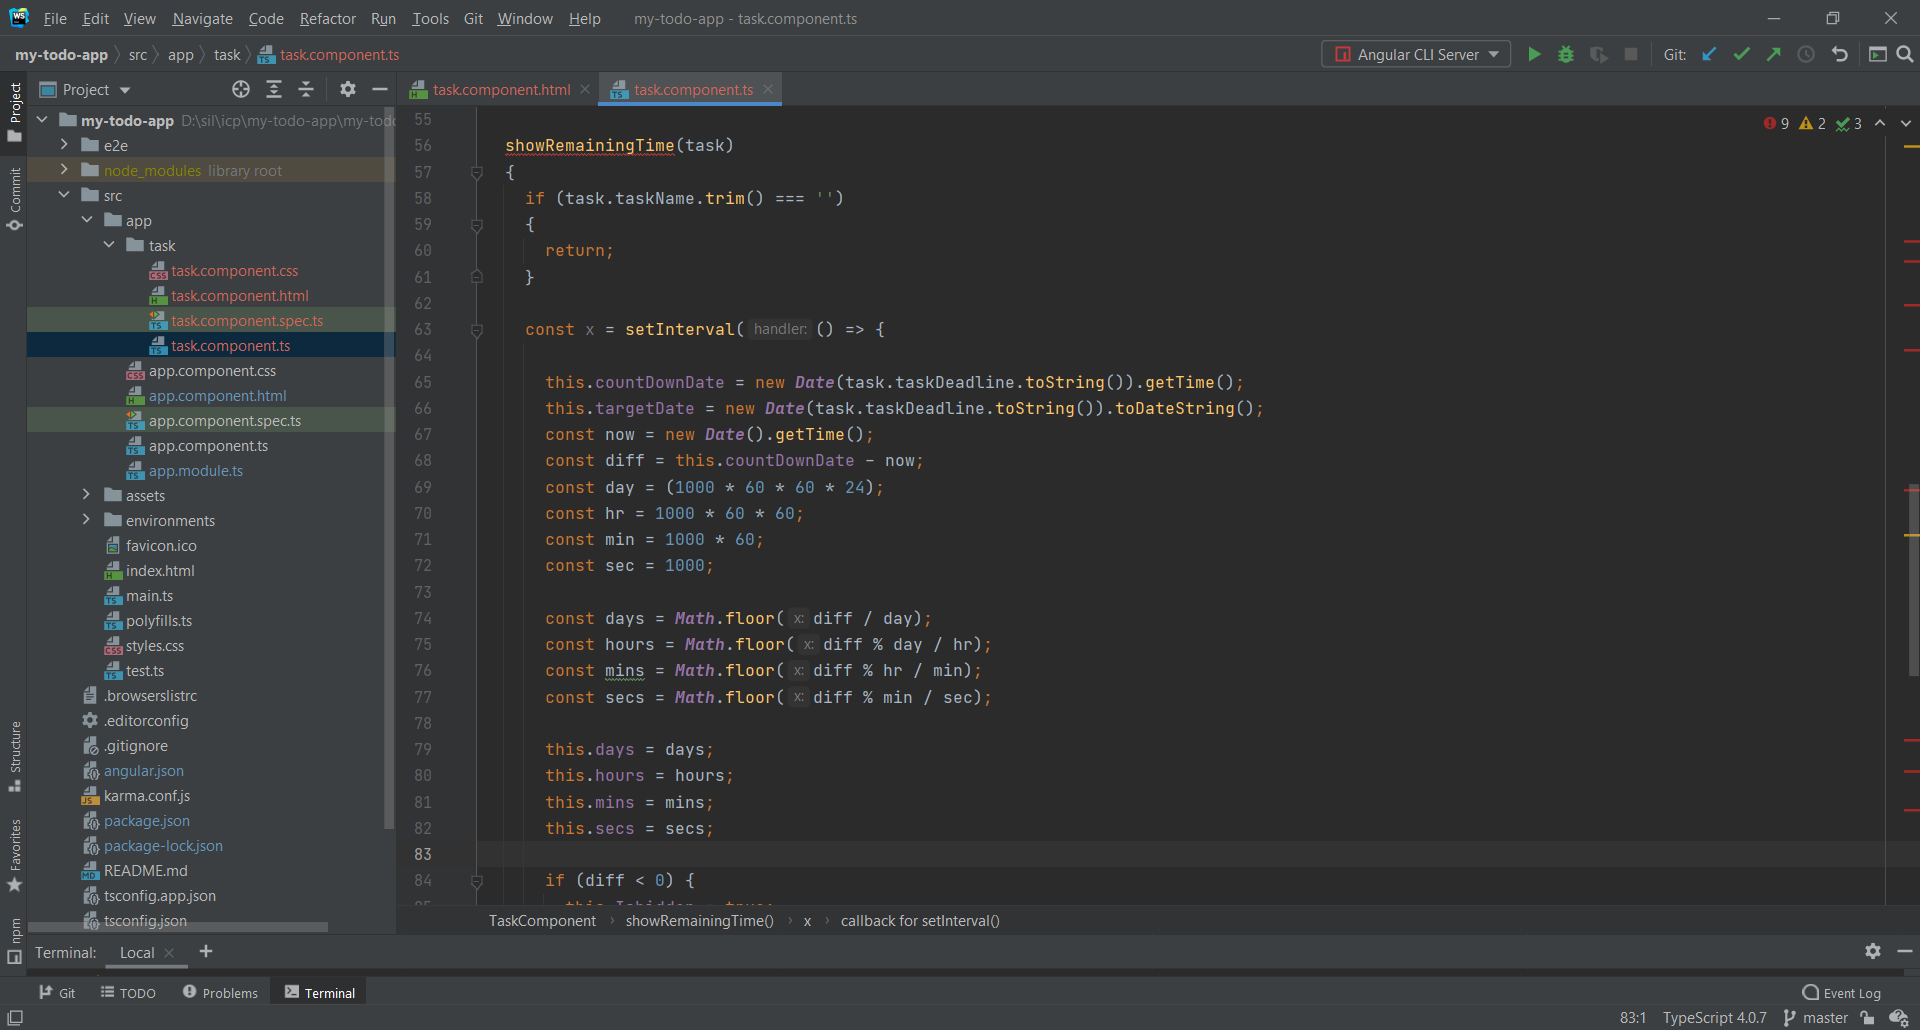 File Edit View Navigate Code Refactor Run Tools Git Window Help my-todo-app - task.component.ts
my-todo-app src app task task.component.ts Angular CLI Server Git:
Project
Project
task.component.html task.component.ts
my-todo-app D:\sil\icp\my-todo-app\my-todo
e2e
node_modules library root
src
app
task
task.component.css
task.component.html
task.component.spec.ts
task.component.ts
app.component.css
app.component.html
app.component.spec.ts
app.component.ts
app.module.ts
assets
environments
favicon.ico
index.html
main.ts
polyfills.ts
styles.css
test.ts
.browserslistrc
.editorconfig
.gitignore
angular.json
karma.conf.js
package.json
package-lock.json
README.md
tsconfig.app.json
tsconfig.json
Commit
Structure
Favorites
npm
9 2 3
55
56 showRemainingTime(task)
57 {
58 if (task.taskName.trim() === '')
59 {
60 return;
61 }
62
63 const x = setInterval( handler: () => {
64
65 this.countDownDate = new Date(task.taskDeadline.toString()).getTime();
66 this.targetDate = new Date(task.taskDeadline.toString()).toDateString();
67 const now = new Date().getTime();
68 const diff = this.countDownDate - now;
69 const day = (1000 * 60 * 60 * 24);
70 const hr = 1000 * 60 * 60;
71 const min = 1000 * 60;
72 const sec = 1000;
73
74 const days = Math.floor( x: diff / day);
75 const hours = Math.floor( x: diff % day / hr);
76 const mins = Math.floor( x: diff % hr / min);
77 const secs = Math.floor( x: diff % min / sec);
78
79 this.days = days;
80 this.hours = hours;
81 this.mins = mins;
82 this.secs = secs;
83
84 if (diff < 0) {
TaskComponent showRemainingTime() x callback for setInterval()
Terminal: Local
Git TODO Problems Terminal Event Log
83:1 TypeScript 4.0.7 master